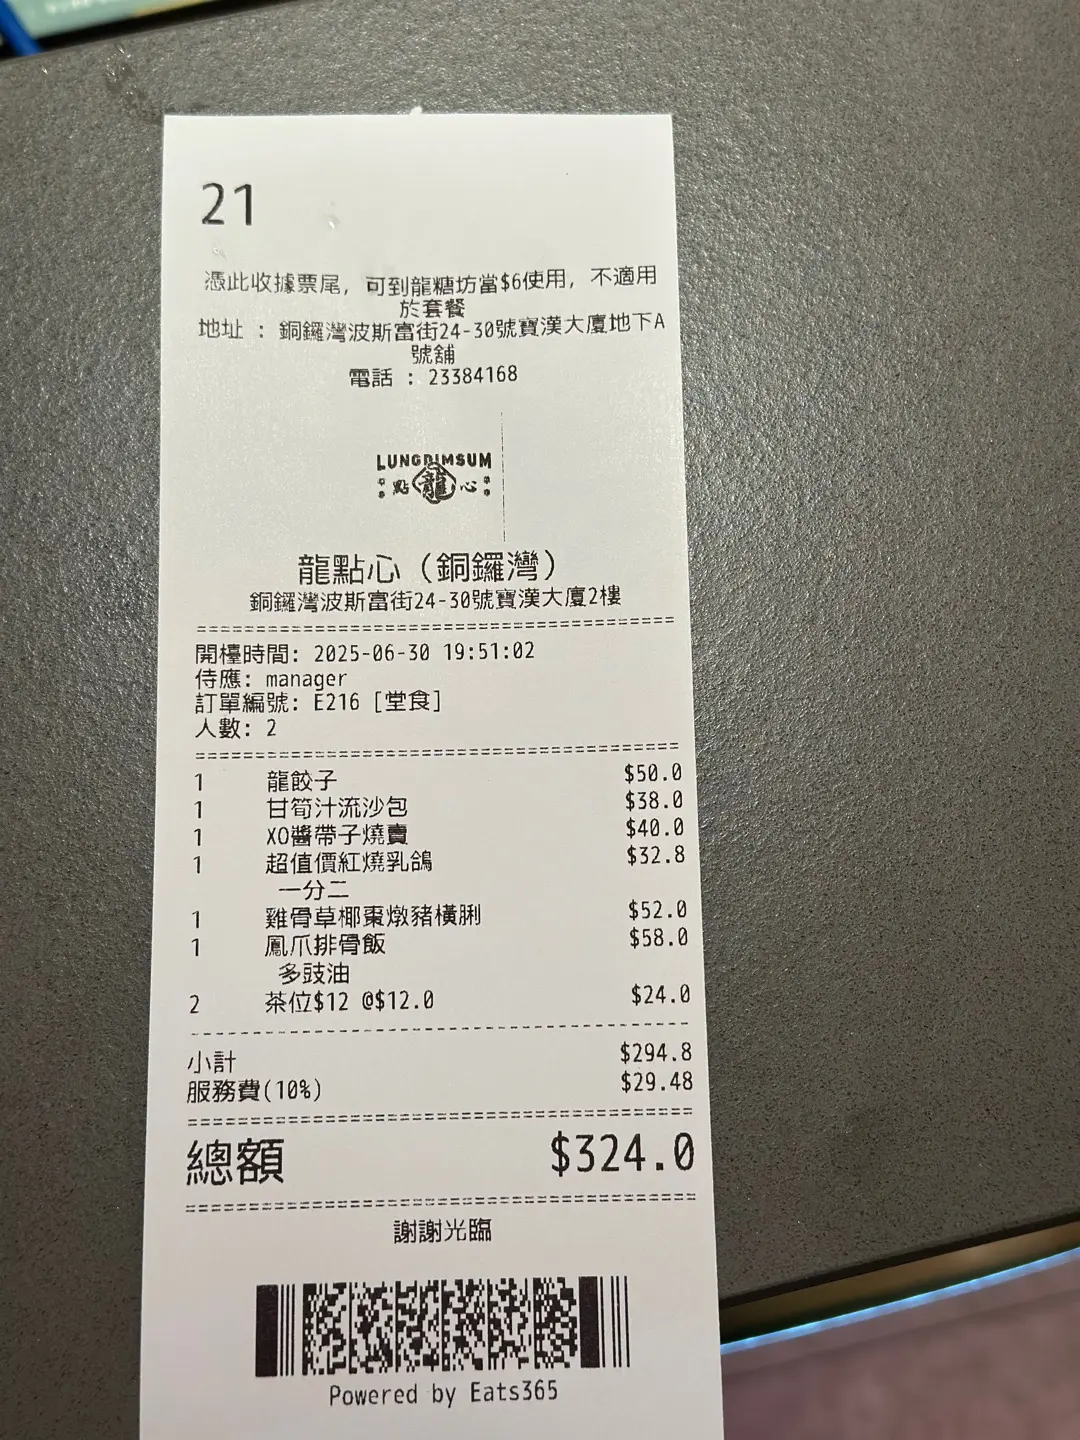 21
憑此收據票尾, 可到龍糖坊當$6使用, 不適用
於套餐
地址 : 銅鑼灣波斯富街24-30號寶漢大廈地下A
號舖
電話 : 23384168
LUNGDIMSUM
點龍心
龍點心 (銅鑼灣)
銅鑼灣波斯富街24-30號寶漢大廈2樓
開檯時間: 2025-06-30 19:51:02
侍應: manager
訂單編號: E216 [堂食]
人數: 2
1 龍餃子 $50.0
1 甘筍汁流沙包 $38.0
1 XO醬帶子燒賣 $40.0
1 超值價紅燒乳鴿 $32.8
一分二
1 雞骨草椰棗燉豬橫脷 $52.0
1 鳳爪排骨飯 $58.0
多豉油
2 茶位$12 @$12.0 $24.0
小計 $294.8
服務費(10%) $29.48
總額 $324.0
謝謝光臨
Powered by Eats365